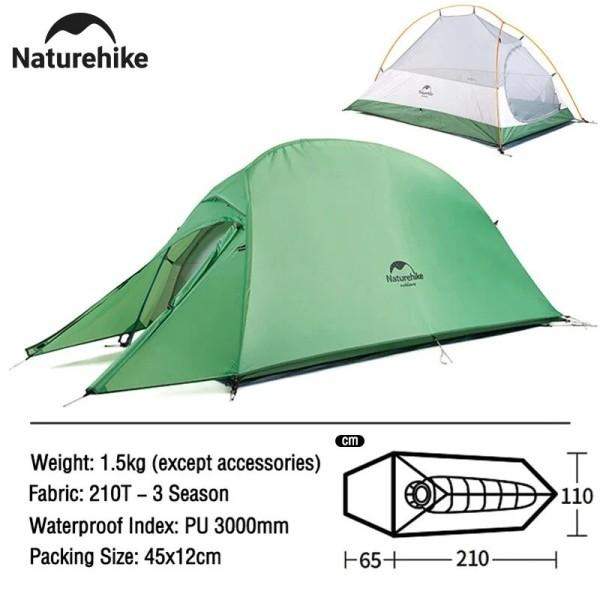 Naturehike
Naturehike
Weight: 1.5kg (except accessories)
Fabric: 210T – 3 Season
Waterproof Index: PU 3000mm
Packing Size: 45x12cm
cm
110
65
210